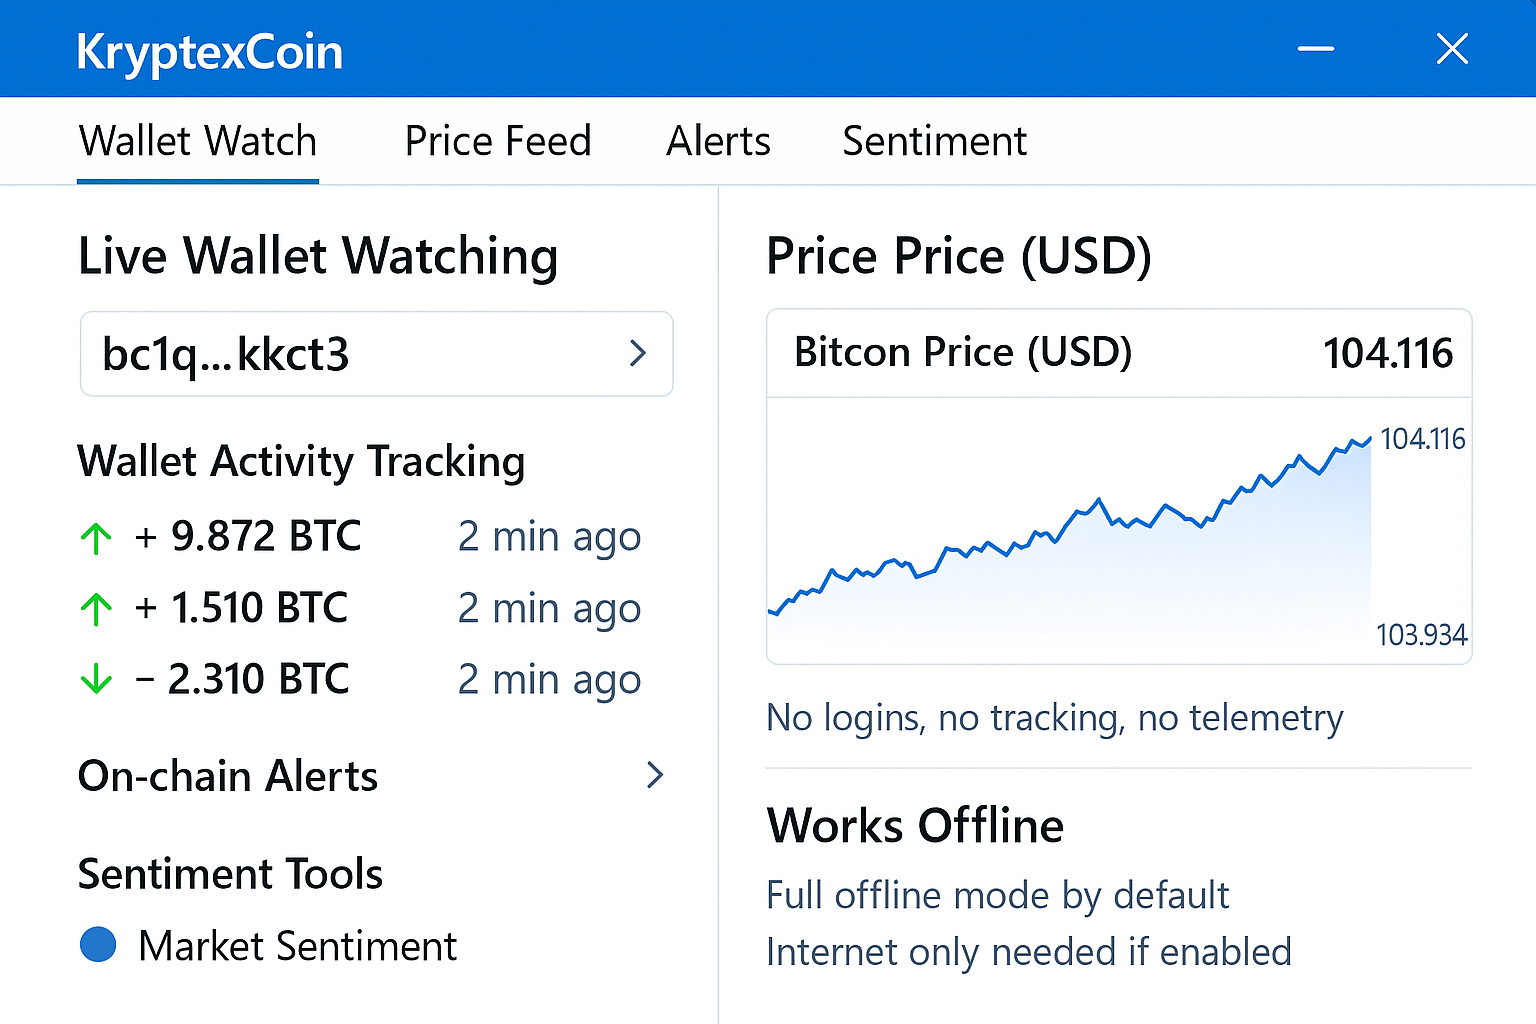 KryptexCoin
Wallet Watch Price Feed Alerts Sentiment
Live Wallet Watching
bc1q...kkct3
Wallet Activity Tracking
+ 9.872 BTC 2 min ago
+ 1.510 BTC 2 min ago
− 2.310 BTC 2 min ago
On-chain Alerts
Sentiment Tools
Market Sentiment
Price Price (USD)
Bitcon Price (USD) 104.116
104.116
103.934
No logins, no tracking, no telemetry
Works Offline
Full offline mode by default
Internet only needed if enabled